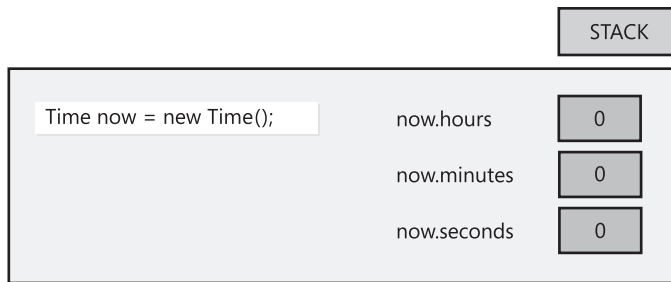 STACK
Time now = new Time();
now.hours 0
now.minutes 0
now.seconds 0